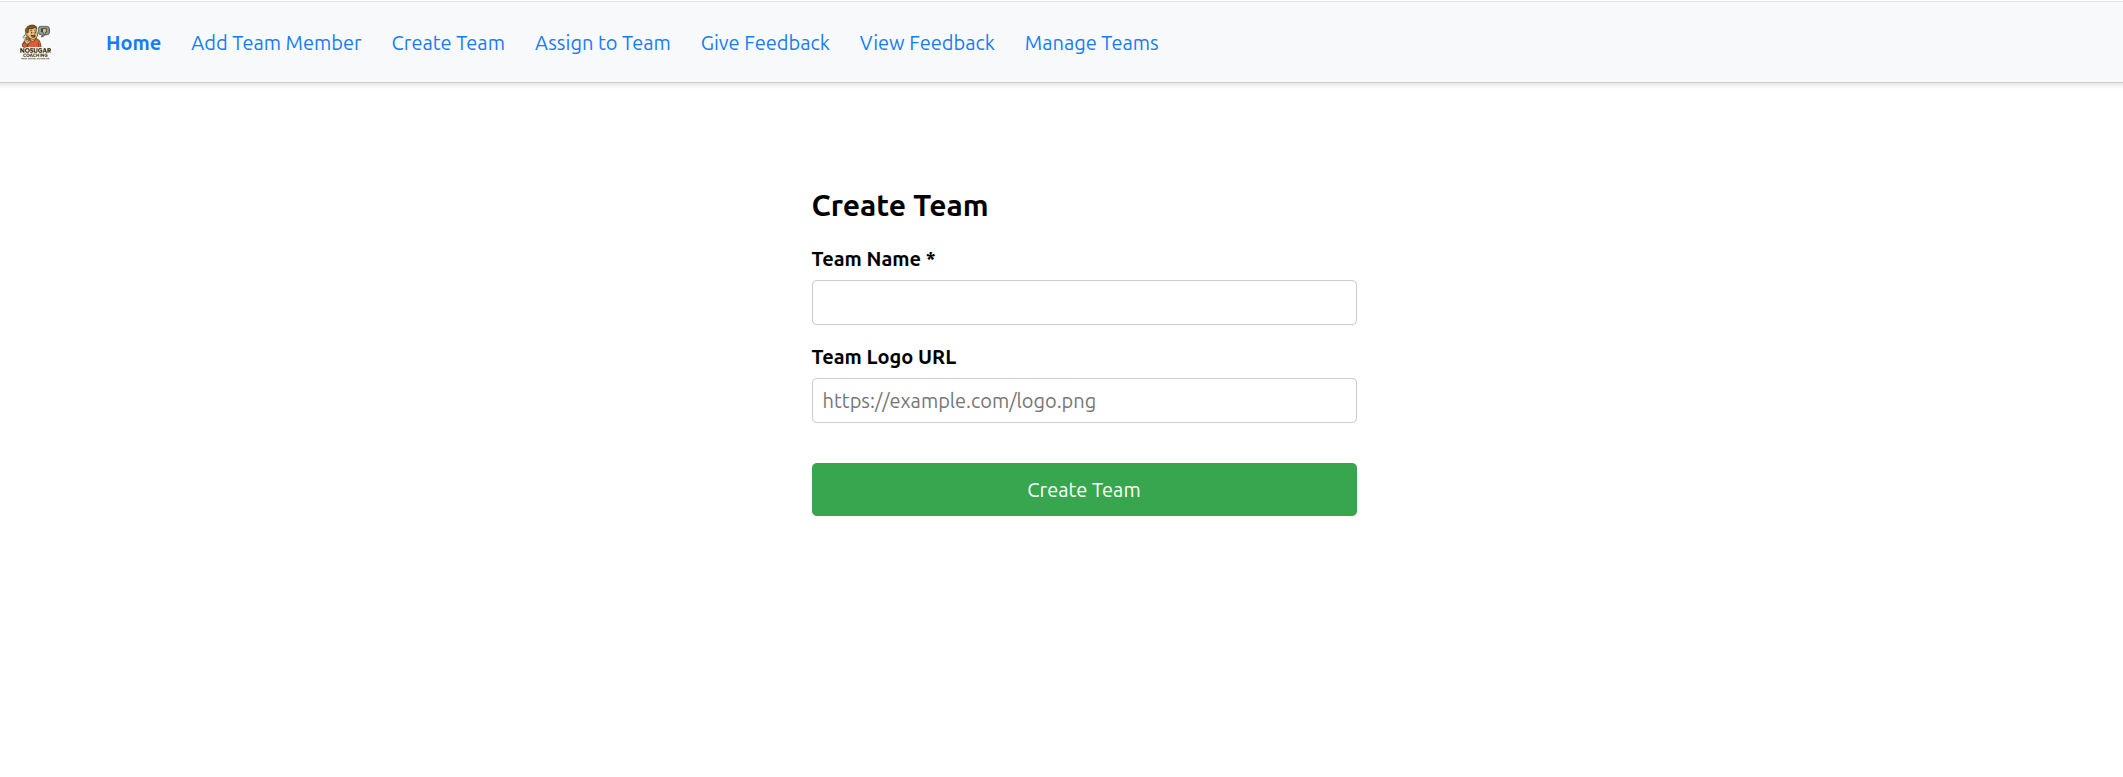 NOSUGAR
COACHING
Home Add Team Member Create Team Assign to Team Give Feedback View Feedback Manage Teams
Create Team
Team Name *
Team Logo URL
https://example.com/logo.png
Create Team